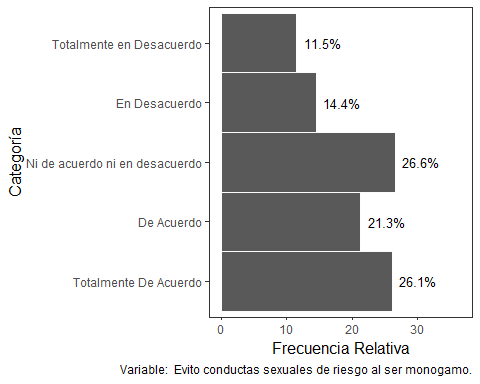 Categoría
Totalmente en Desacuerdo
11.5%
En Desacuerdo
14.4%
Ni de acuerdo ni en desacuerdo
26.6%
De Acuerdo
21.3%
Totalmente De Acuerdo
26.1%
0 10 20 30
Frecuencia Relativa
Variable: Evito conductas sexuales de riesgo al ser monogamo.